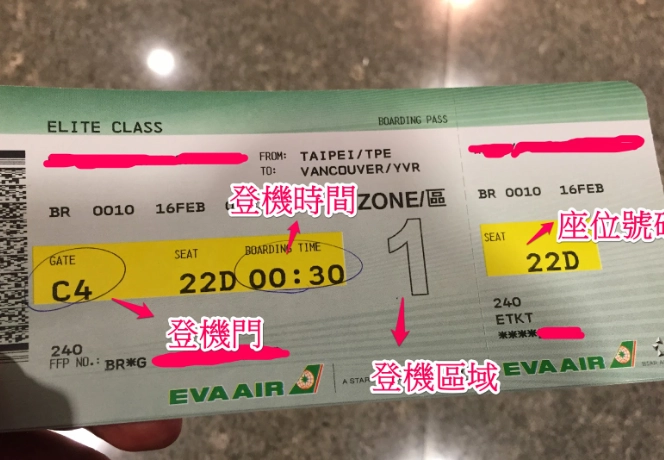 ELITE CLASS
BOARDING PASS
FROM: TAIPEI/TPE
TO: VANCOUVER/YVR
BR 0010 16FEB
登機時間
ZONE/區
BR 0010 16FEB
GATE
SEAT
BOARDING TIME
C4
22D
00:30
1
SEAT
座位號
22D
登機門
登機區域
240
FFP NO.: BR*G
240
ETKT
****
EVA AIR
A STAR
EVA AIR